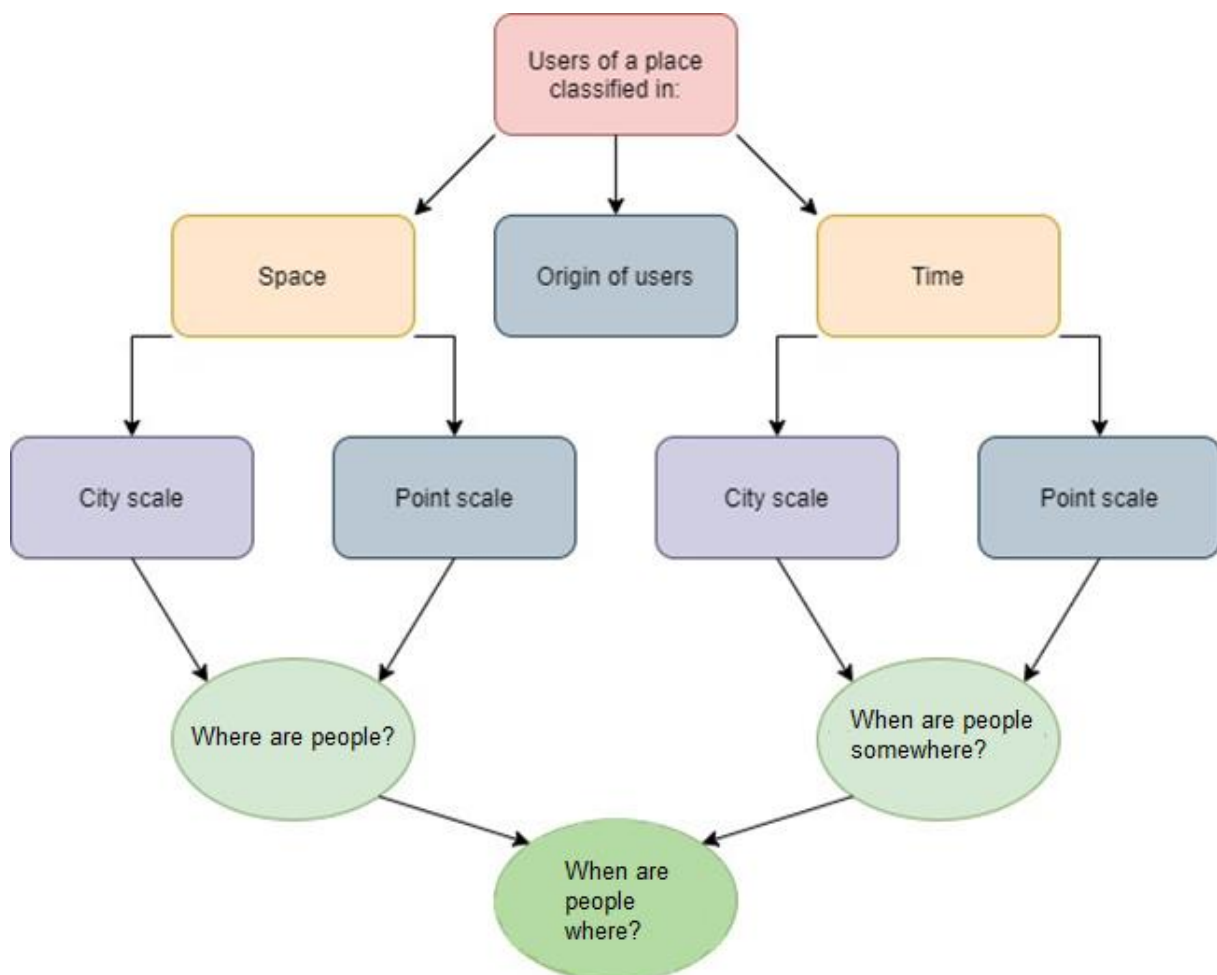 Users of a place
classified in:
Space
Origin of users
Time
City scale
Point scale
City scale
Point scale
Where are people?
When are people
somewhere?
When are
people
where?